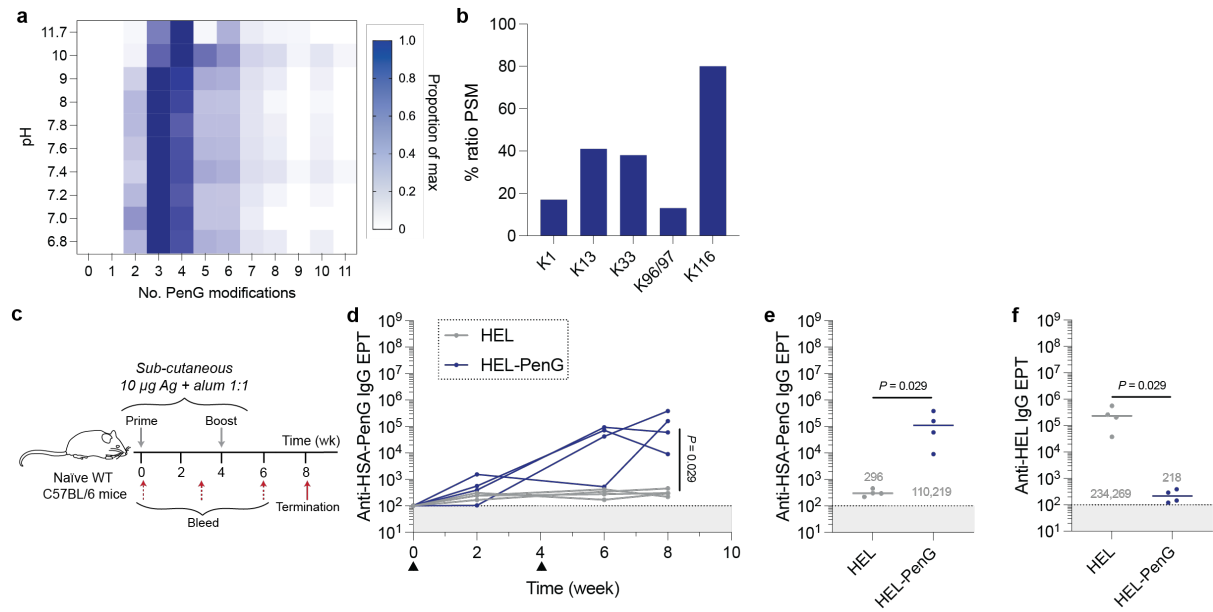 a
pH
11.7
10
9
8
7.8
7.6
7.4
7.2
7.0
6.8
0 1 2 3 4 5 6 7 8 9 10 11
No. PenG modifications
1.0
0.8
0.6
0.4
0.2
0
Proportion of max
b
% ratio PSM
100
80
60
40
20
0
K1 K13 K33 K96/97 K116
c
Sub-cutaneous
10 µg Ag + alum 1:1
Prime Boost
Time (wk)
0 2 4 6 8
Naïve WT
C57BL/6 mice
Termination
Bleed
d
Anti-HSA-PenG IgG EPT
10⁹
10⁸
10⁷
10⁶
10⁵
10⁴
10³
10²
10¹
HEL
HEL-PenG
P = 0.029
0 2 4 6 8 10
Time (week)
e
Anti-HSA-PenG IgG EPT
10⁹
10⁸
10⁷
10⁶
10⁵
10⁴
10³
10²
10¹
P = 0.029
296
110,219
HEL HEL-PenG
f
Anti-HEL IgG EPT
10⁹
10⁸
10⁷
10⁶
10⁵
10⁴
10³
10²
10¹
P = 0.029
218
234,269
HEL HEL-PenG